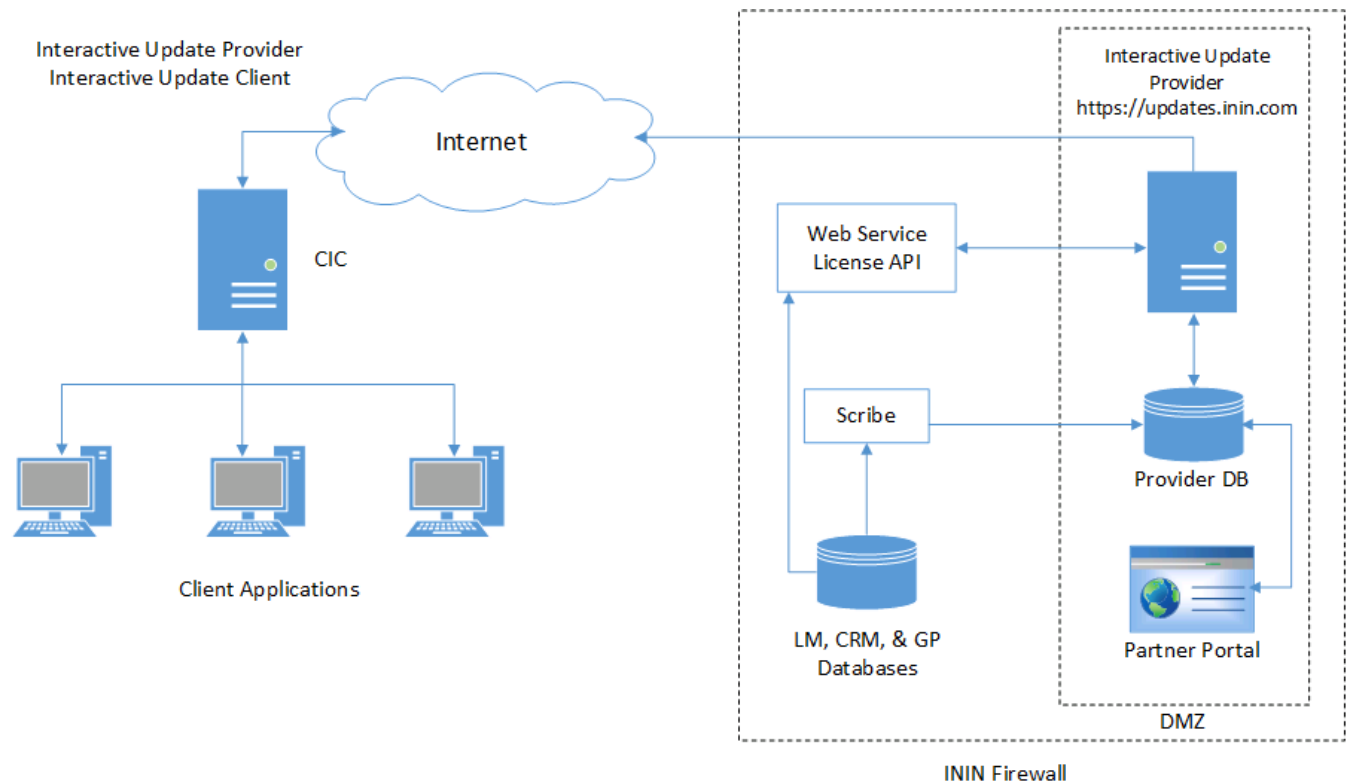 Interactive Update Provider
Interactive Update Client
Internet
CIC
Client Applications
Interactive Update
Provider
https://updates.inin.com
Web Service
License API
Scribe
Provider DB
LM, CRM, & GP
Databases
Partner Portal
DMZ
ININ Firewall